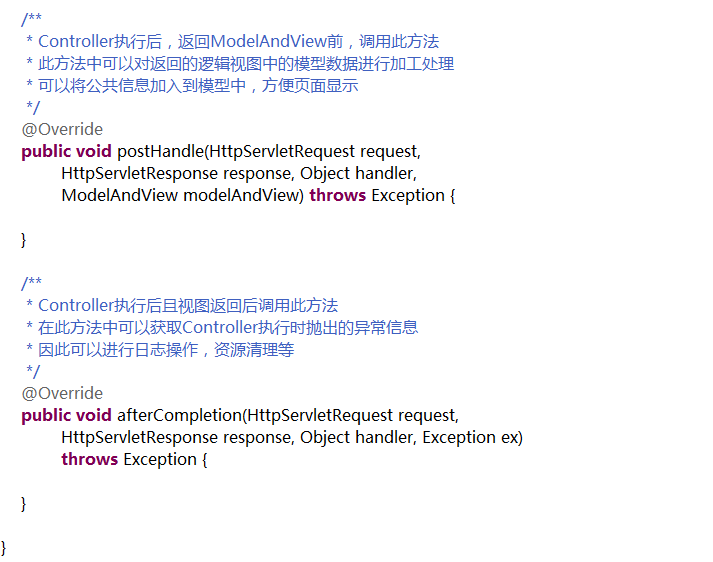 /**
 * Controller执行后，返回ModelAndView前，调用此方法
 * 此方法中可以对返回的逻辑视图中的模型数据进行加工处理
 * 可以将公共信息加入到模型中，方便页面显示
 */
@Override
public void postHandle(HttpServletRequest request,
HttpServletResponse response, Object handler,
ModelAndView modelAndView) throws Exception {
}
/**
 * Controller执行后且视图返回后调用此方法
 * 在此方法中可以获取Controller执行时抛出的异常信息
 * 因此可以进行日志操作，资源清理等
 */
@Override
public void afterCompletion(HttpServletRequest request,
HttpServletResponse response, Object handler, Exception ex)
throws Exception {
}
}